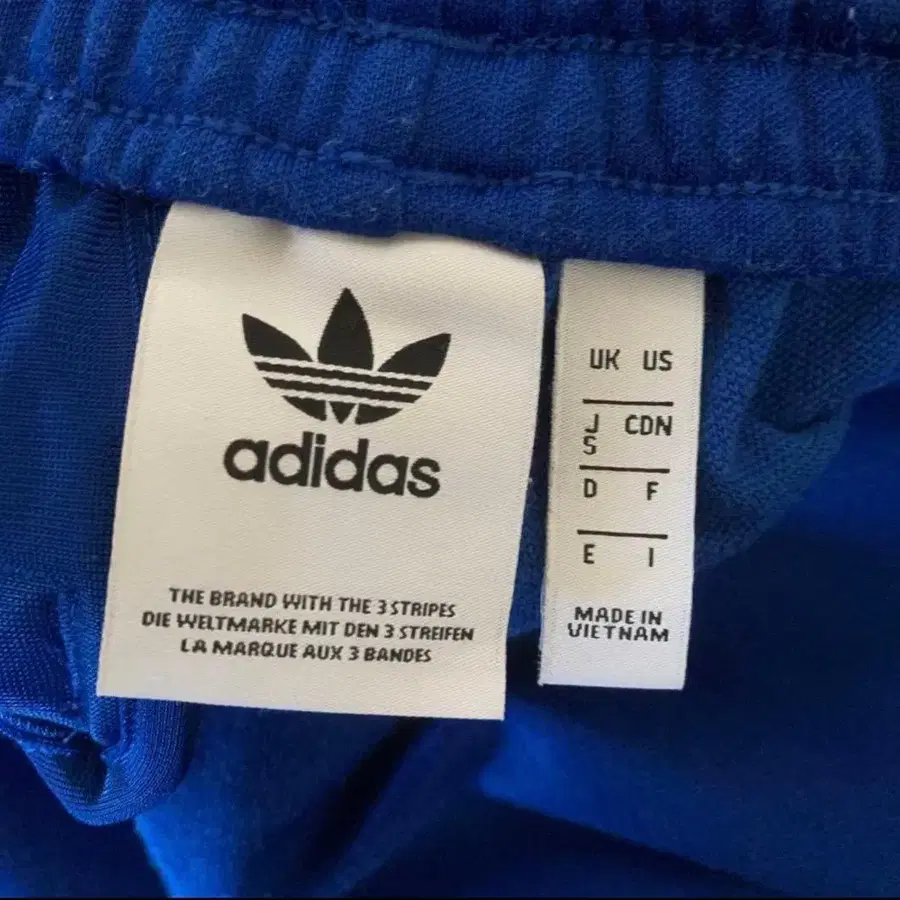 adidas
THE BRAND WITH THE 3 STRIPES
DIE WELTMARKE MIT DEN 3 STREIFEN
LA MARQUE AUX 3 BANDES
UK US
J CDN
S
D F
E I
MADE IN
VIETNAM